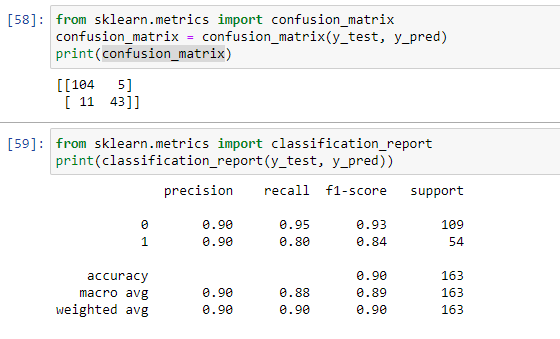 [58]: from sklearn.metrics import confusion_matrix
confusion_matrix = confusion_matrix(y_test, y_pred)
print(confusion_matrix)
[[104   5]
 [ 11  43]]
[59]: from sklearn.metrics import classification_report
print(classification_report(y_test, y_pred))
              precision    recall  f1-score   support
           0       0.90      0.95      0.93       109
           1       0.90      0.80      0.84        54
    accuracy                           0.90       163
   macro avg       0.90      0.88      0.89       163
weighted avg       0.90      0.90      0.90       163